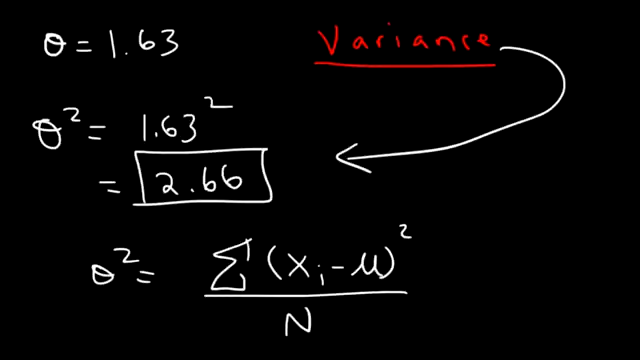 σ = 1.63
Variance
σ² = 1.63²
= 2.66
σ² = Σ(xᵢ - μ)² / N